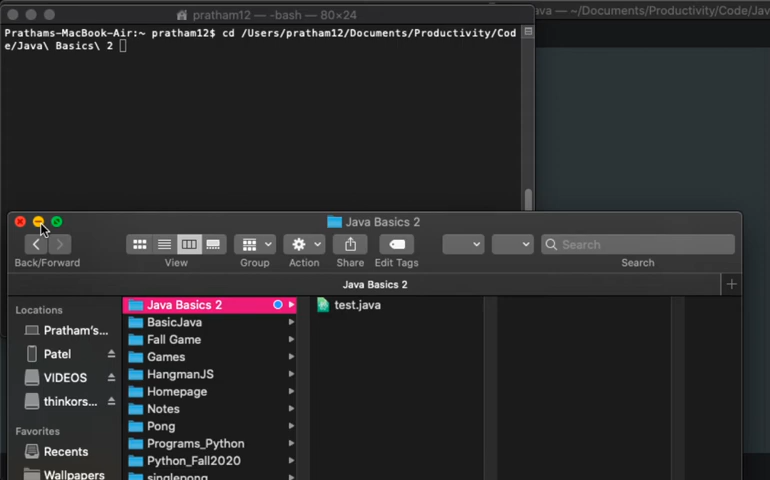 pratham12 — -bash — 80×24
ava — ~/Documents/Productivity/Code/Jav
Prathams-MacBook-Air:~ pratham12$ cd /Users/pratham12/Documents/Productivity/Cod
e/Java\ Basics\ 2
Java Basics 2
Search
Back/Forward
View
Group
Action
Share
Edit Tags
Search
Java Basics 2
Locations
Pratham's...
Patel
VIDEOS
thinkors...
Favorites
Recents
Wallpapers
Java Basics 2
BasicJava
Fall Game
Games
HangmanJS
Homepage
Notes
Pong
Programs_Python
Python_Fall2020
singlepong
test.java